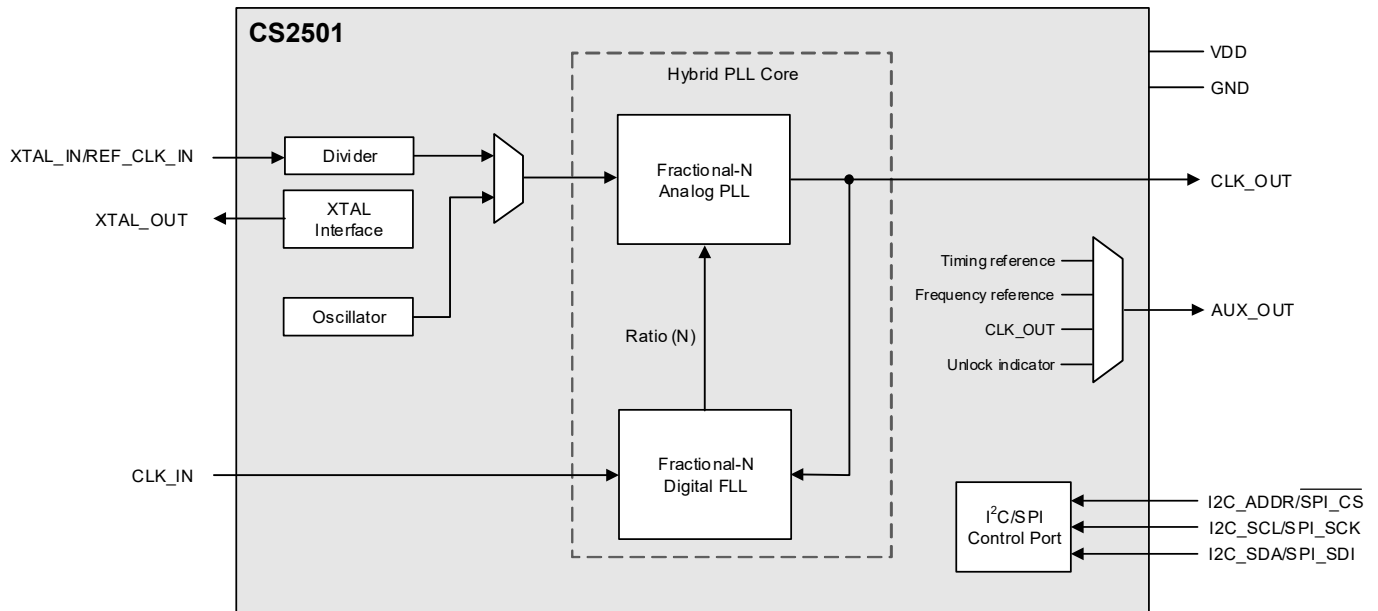 CS2501
Hybrid PLL Core
VDD
GND
XTAL_IN/REF_CLK_IN
Divider
Fractional-N
Analog PLL
CLK_OUT
XTAL_OUT
XTAL
Interface
Oscillator
Timing reference
Frequency reference
CLK_OUT
Unlock indicator
AUX_OUT
Ratio (N)
CLK_IN
Fractional-N
Digital FLL
I²C/SPI
Control Port
I2C_ADDR/S̅P̅I̅_̅C̅S̅
I2C_SCL/SPI_SCK
I2C_SDA/SPI_SDI